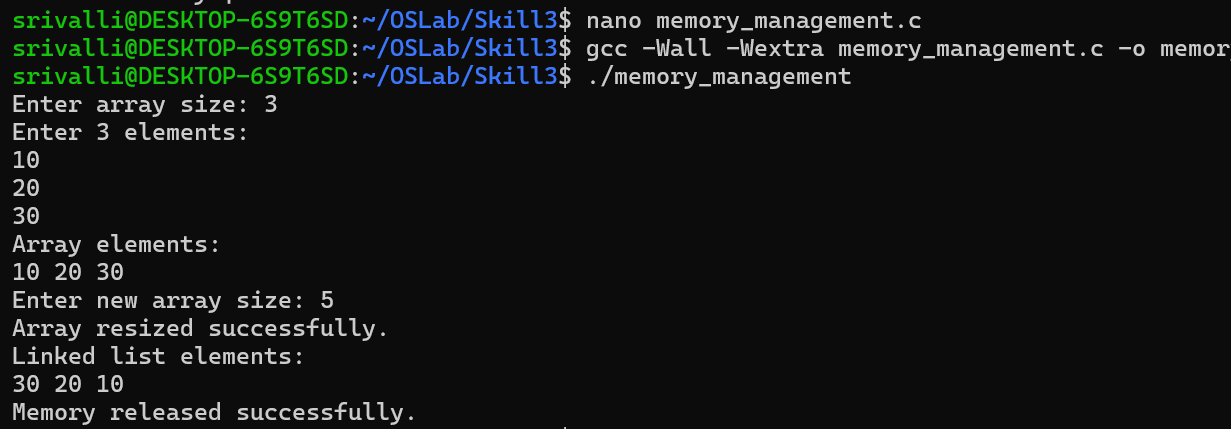 srivalli@DESKTOP-6S9T6SD:~/OSLab/Skill3$ nano memory_management.c
srivalli@DESKTOP-6S9T6SD:~/OSLab/Skill3$ gcc -Wall -Wextra memory_management.c -o memory
srivalli@DESKTOP-6S9T6SD:~/OSLab/Skill3$ ./memory_management
Enter array size: 3
Enter 3 elements:
10
20
30
Array elements:
10 20 30
Enter new array size: 5
Array resized successfully.
Linked list elements:
30 20 10
Memory released successfully.